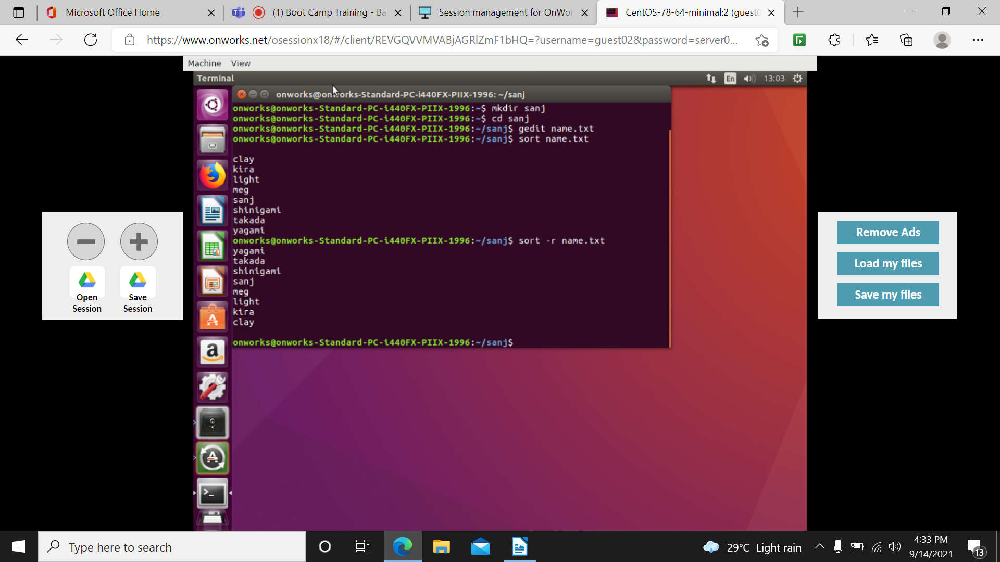 Microsoft Office Home
(1) Boot Camp Training - Ba
Session management for OnWor
CentOS-78-64-minimal:2 (guest0
https://www.onworks.net/osessionx18/#/client/REVGQVVMVABjAGRlZmF1bHQ=?username=guest02&password=server0...
Machine View
Terminal
En
13:03
onworks@onworks-Standard-PC-i440FX-PIIX-1996: ~/sanj
onworks@onworks-Standard-PC-i440FX-PIIX-1996:~$ mkdir sanj
onworks@onworks-Standard-PC-i440FX-PIIX-1996:~$ cd sanj
onworks@onworks-Standard-PC-i440FX-PIIX-1996:~/sanj$ gedit name.txt
onworks@onworks-Standard-PC-i440FX-PIIX-1996:~/sanj$ sort name.txt
clay
kira
light
meg
sanj
shinigami
takada
yagami
onworks@onworks-Standard-PC-i440FX-PIIX-1996:~/sanj$ sort -r name.txt
yagami
takada
shinigami
sanj
meg
light
kira
clay
onworks@onworks-Standard-PC-i440FX-PIIX-1996:~/sanj$
Open
Session
Save
Session
Remove Ads
Load my files
Save my files
Type here to search
29°C Light rain
4:33 PM
9/14/2021
13